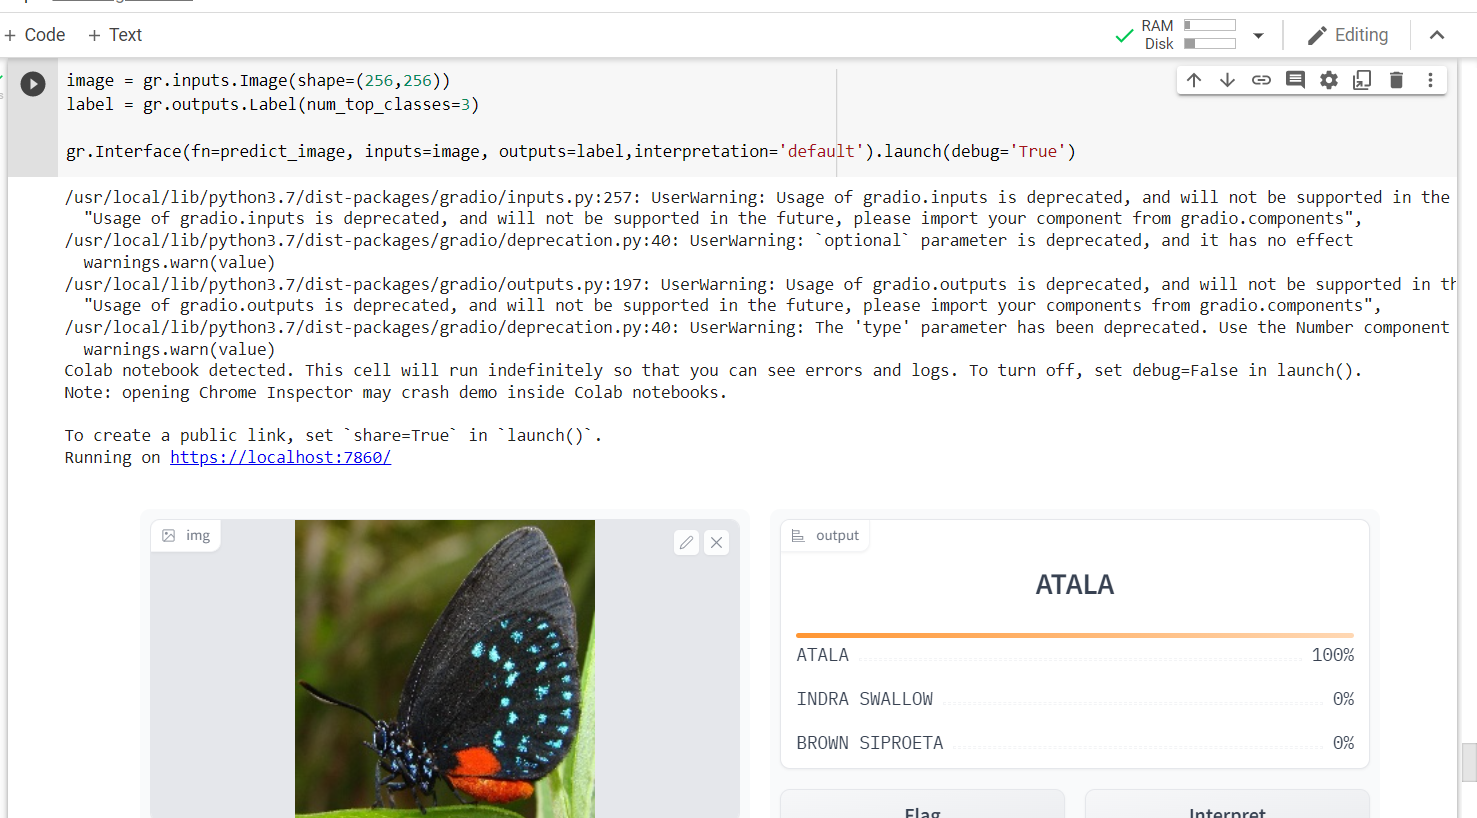 + Code + Text
RAM
Disk
Editing
image = gr.inputs.Image(shape=(256,256))
label = gr.outputs.Label(num_top_classes=3)
gr.Interface(fn=predict_image, inputs=image, outputs=label,interpretation='default').launch(debug='True')
/usr/local/lib/python3.7/dist-packages/gradio/inputs.py:257: UserWarning: Usage of gradio.inputs is deprecated, and will not be supported in the
"Usage of gradio.inputs is deprecated, and will not be supported in the future, please import your component from gradio.components",
/usr/local/lib/python3.7/dist-packages/gradio/deprecation.py:40: UserWarning: `optional` parameter is deprecated, and it has no effect
warnings.warn(value)
/usr/local/lib/python3.7/dist-packages/gradio/outputs.py:197: UserWarning: Usage of gradio.outputs is deprecated, and will not be supported in th
"Usage of gradio.outputs is deprecated, and will not be supported in the future, please import your components from gradio.components",
/usr/local/lib/python3.7/dist-packages/gradio/deprecation.py:40: UserWarning: The 'type' parameter has been deprecated. Use the Number component
warnings.warn(value)
Colab notebook detected. This cell will run indefinitely so that you can see errors and logs. To turn off, set debug=False in launch().
Note: opening Chrome Inspector may crash demo inside Colab notebooks.
To create a public link, set `share=True` in `launch()`.
Running on https://localhost:7860/
img
output
ATALA
ATALA 100%
INDRA SWALLOW 0%
BROWN SIPROETA 0%
Flag
Interpret